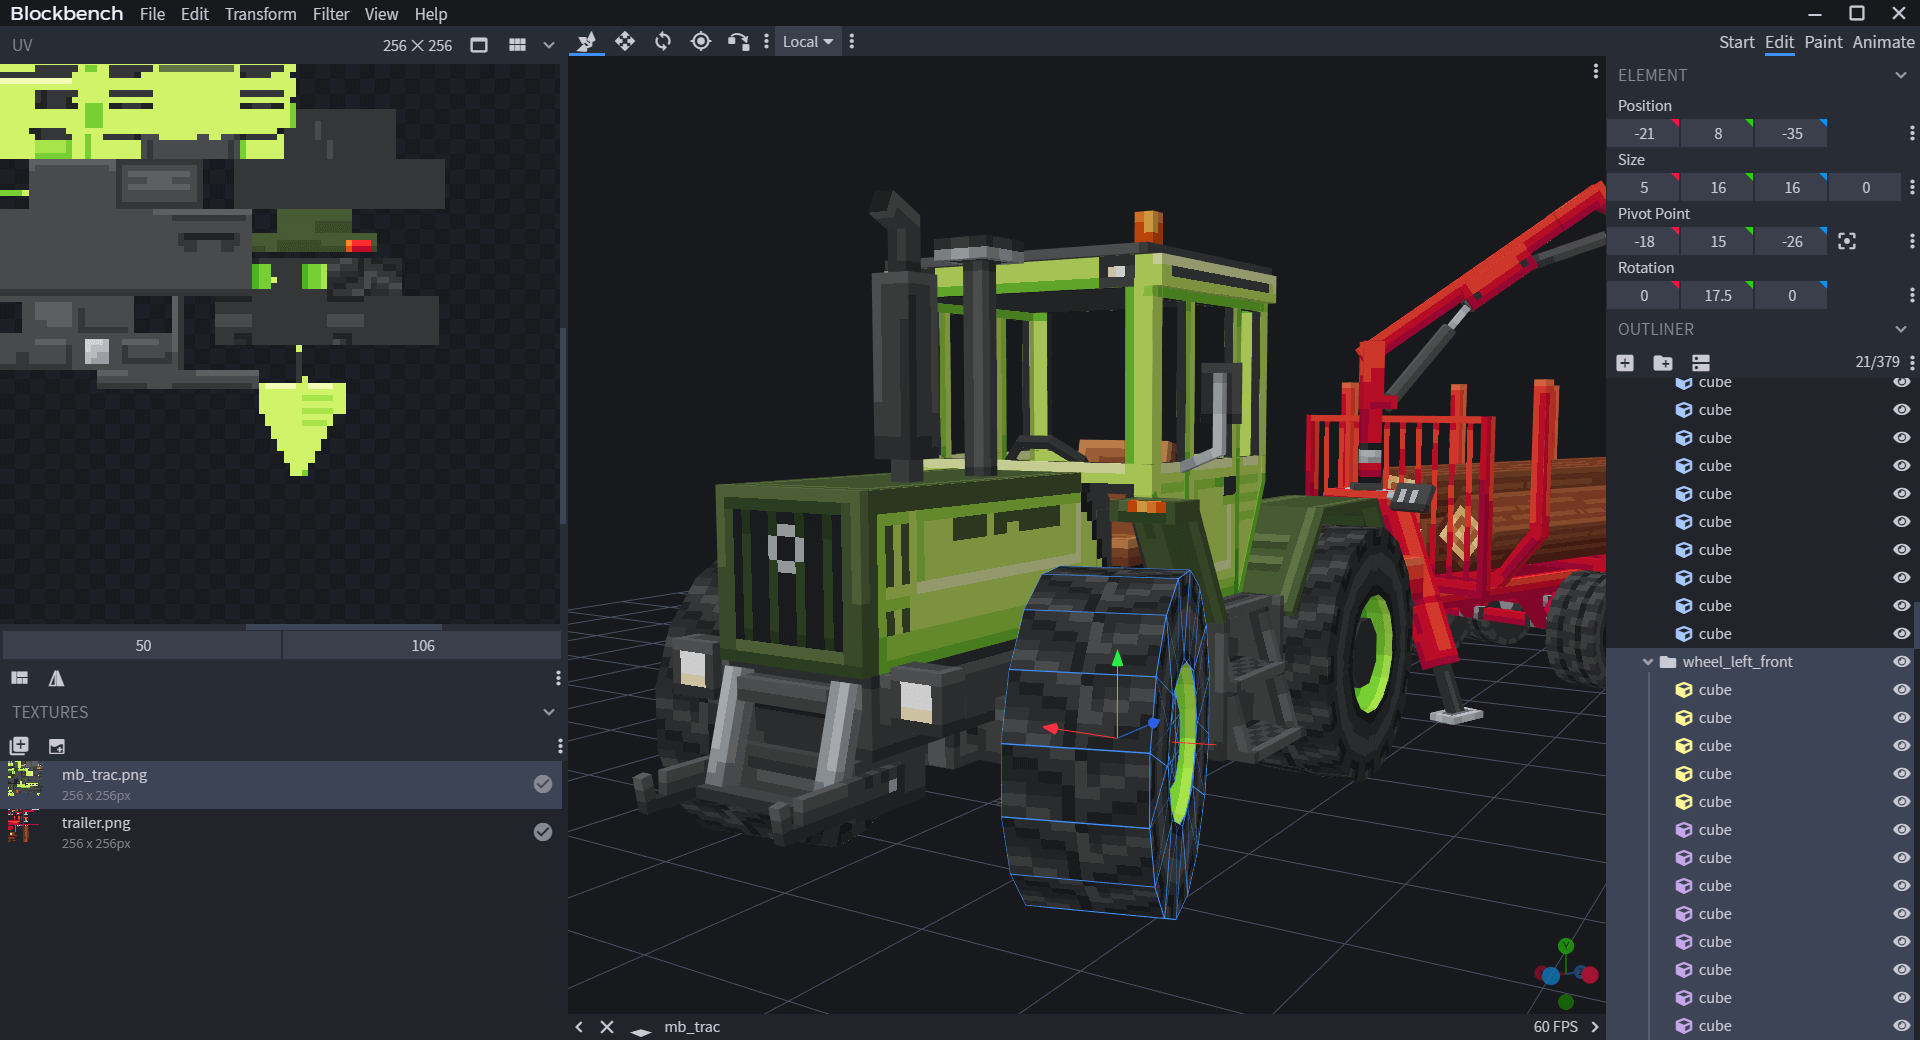 Blockbench File Edit Transform Filter View Help
UV 256 × 256
Local
Start Edit Paint Animate
50 106
TEXTURES
mb_trac.png
256 x 256px
trailer.png
256 x 256px
mb_trac 60 FPS
Y
ELEMENT
Position
-21 8 -35
Size
5 16 16 0
Pivot Point
-18 15 -26
Rotation
0 17.5 0
OUTLINER
21/379
cube
cube
cube
cube
cube
cube
cube
cube
cube
cube
wheel_left_front
cube
cube
cube
cube
cube
cube
cube
cube
cube
cube
cube
cube
cube